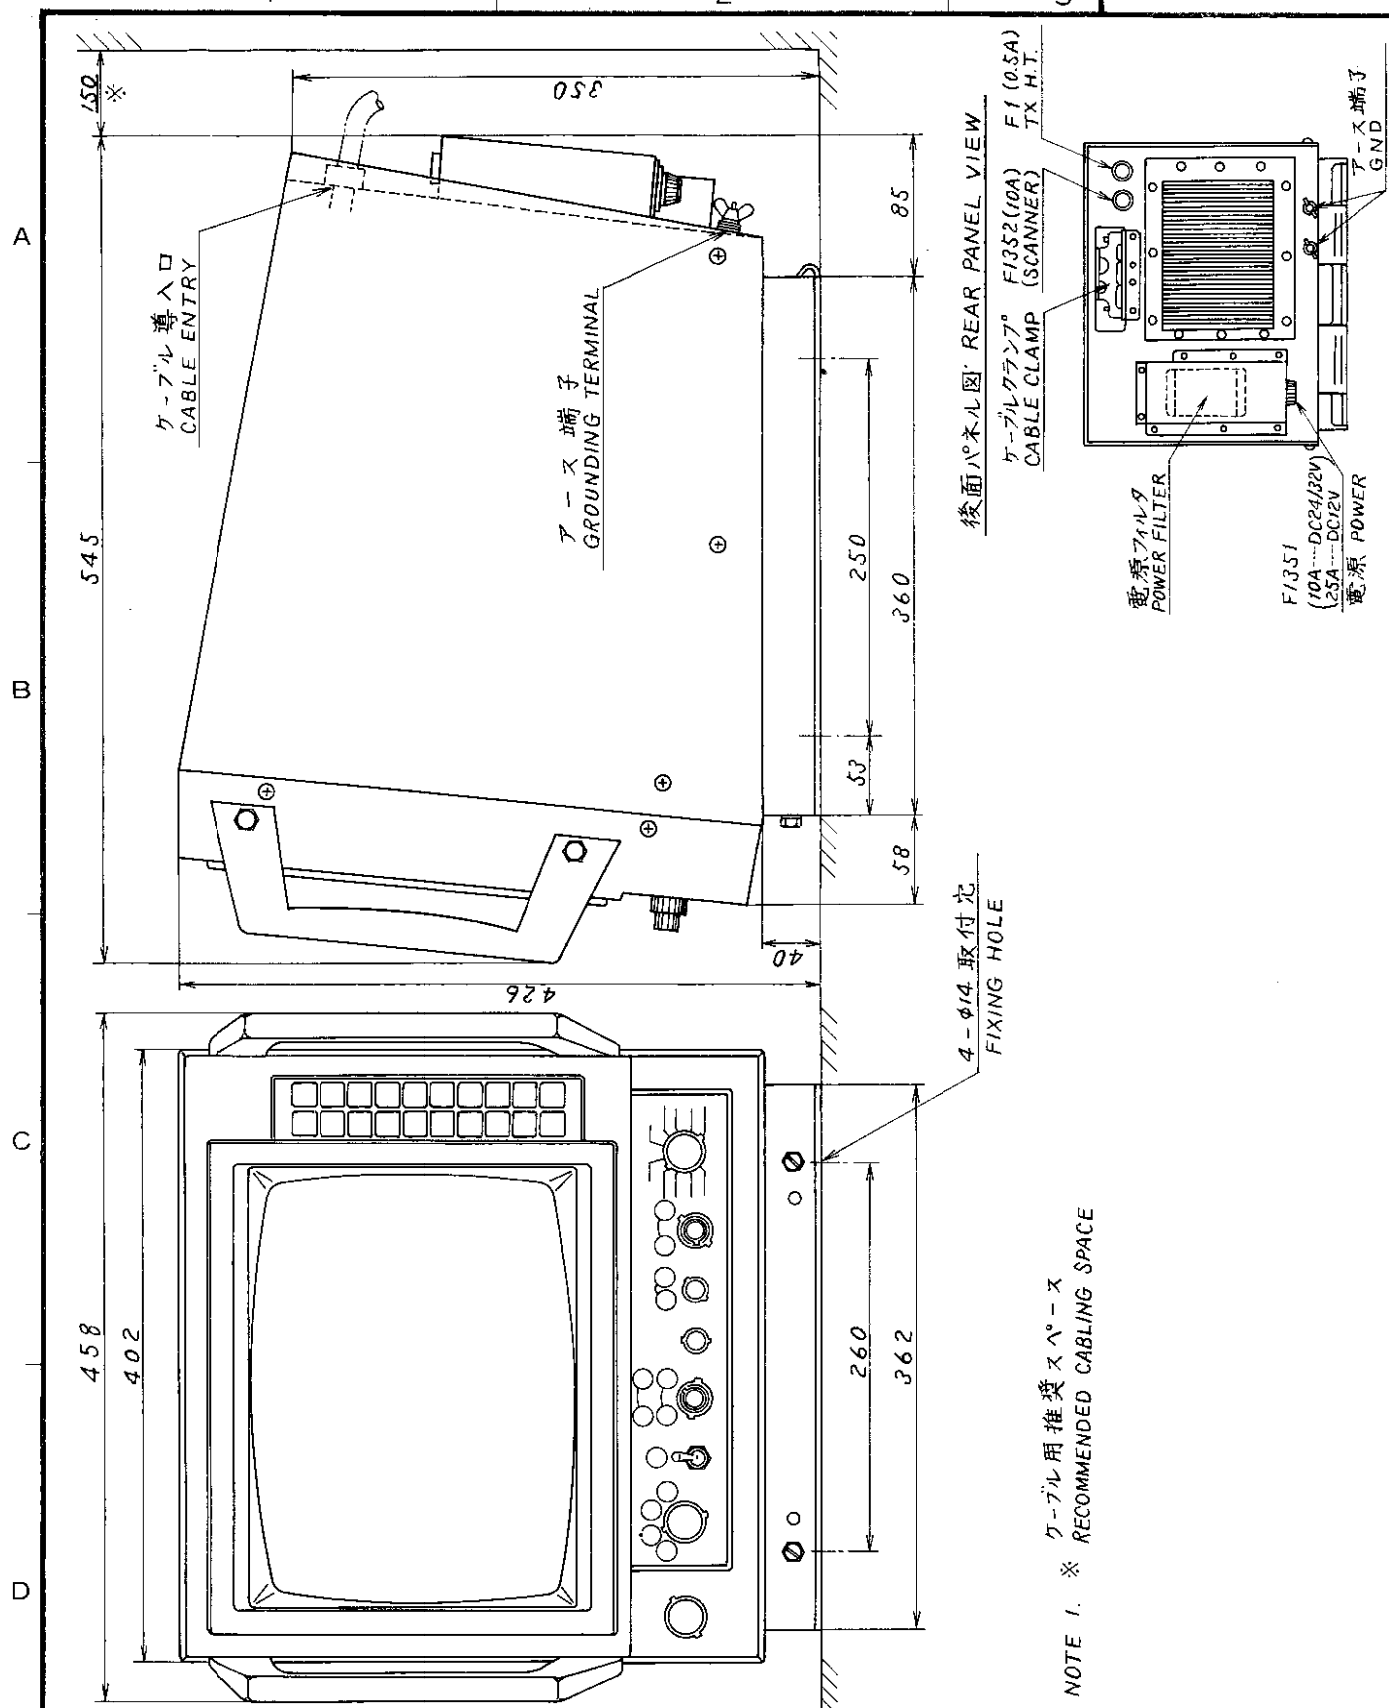 2
A
B
C
D
150
※
350
545
ケーブル導入口
CABLE ENTRY
アース端子
GROUNDING TERMINAL
85
250
360
53
58
40
426
後面パネル図 REAR PANEL VIEW
F1 (0.5A)
TX H.T.
F1352(10A)
(SCANNER)
ケーブルクランプ
CABLE CLAMP
アース端子
GND
電源フィルタ
POWER FILTER
F1351
(10A---DC24/32V)
(25A---DC12V)
電源 POWER
458
402
260
362
4-φ14 取付穴
FIXING HOLE
NOTE 1. ※ ケーブル用推奨スペース
RECOMMENDED CABLING SPACE